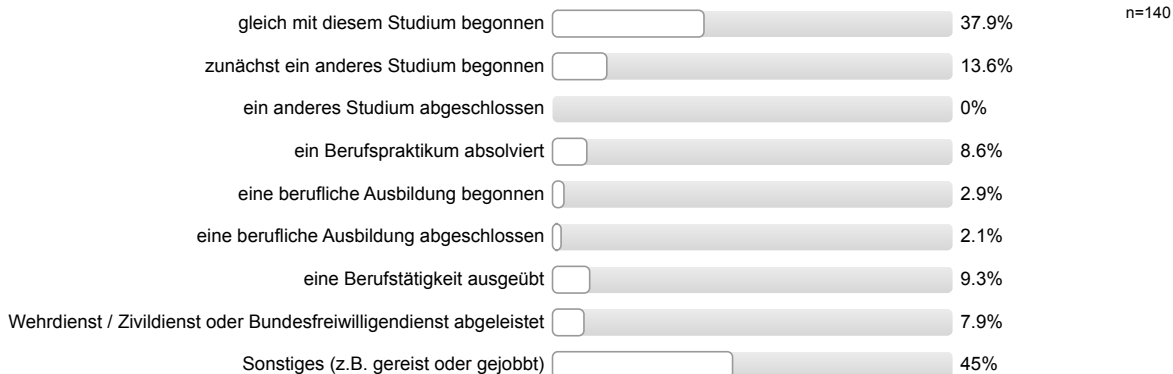 gleich mit diesem Studium begonnen 37.9% n=140
zunächst ein anderes Studium begonnen 13.6%
ein anderes Studium abgeschlossen 0%
ein Berufspraktikum absolviert 8.6%
eine berufliche Ausbildung begonnen 2.9%
eine berufliche Ausbildung abgeschlossen 2.1%
eine Berufstätigkeit ausgeübt 9.3%
Wehrdienst / Zivildienst oder Bundesfreiwilligendienst abgeleistet 7.9%
Sonstiges (z.B. gereist oder gejobbt) 45%